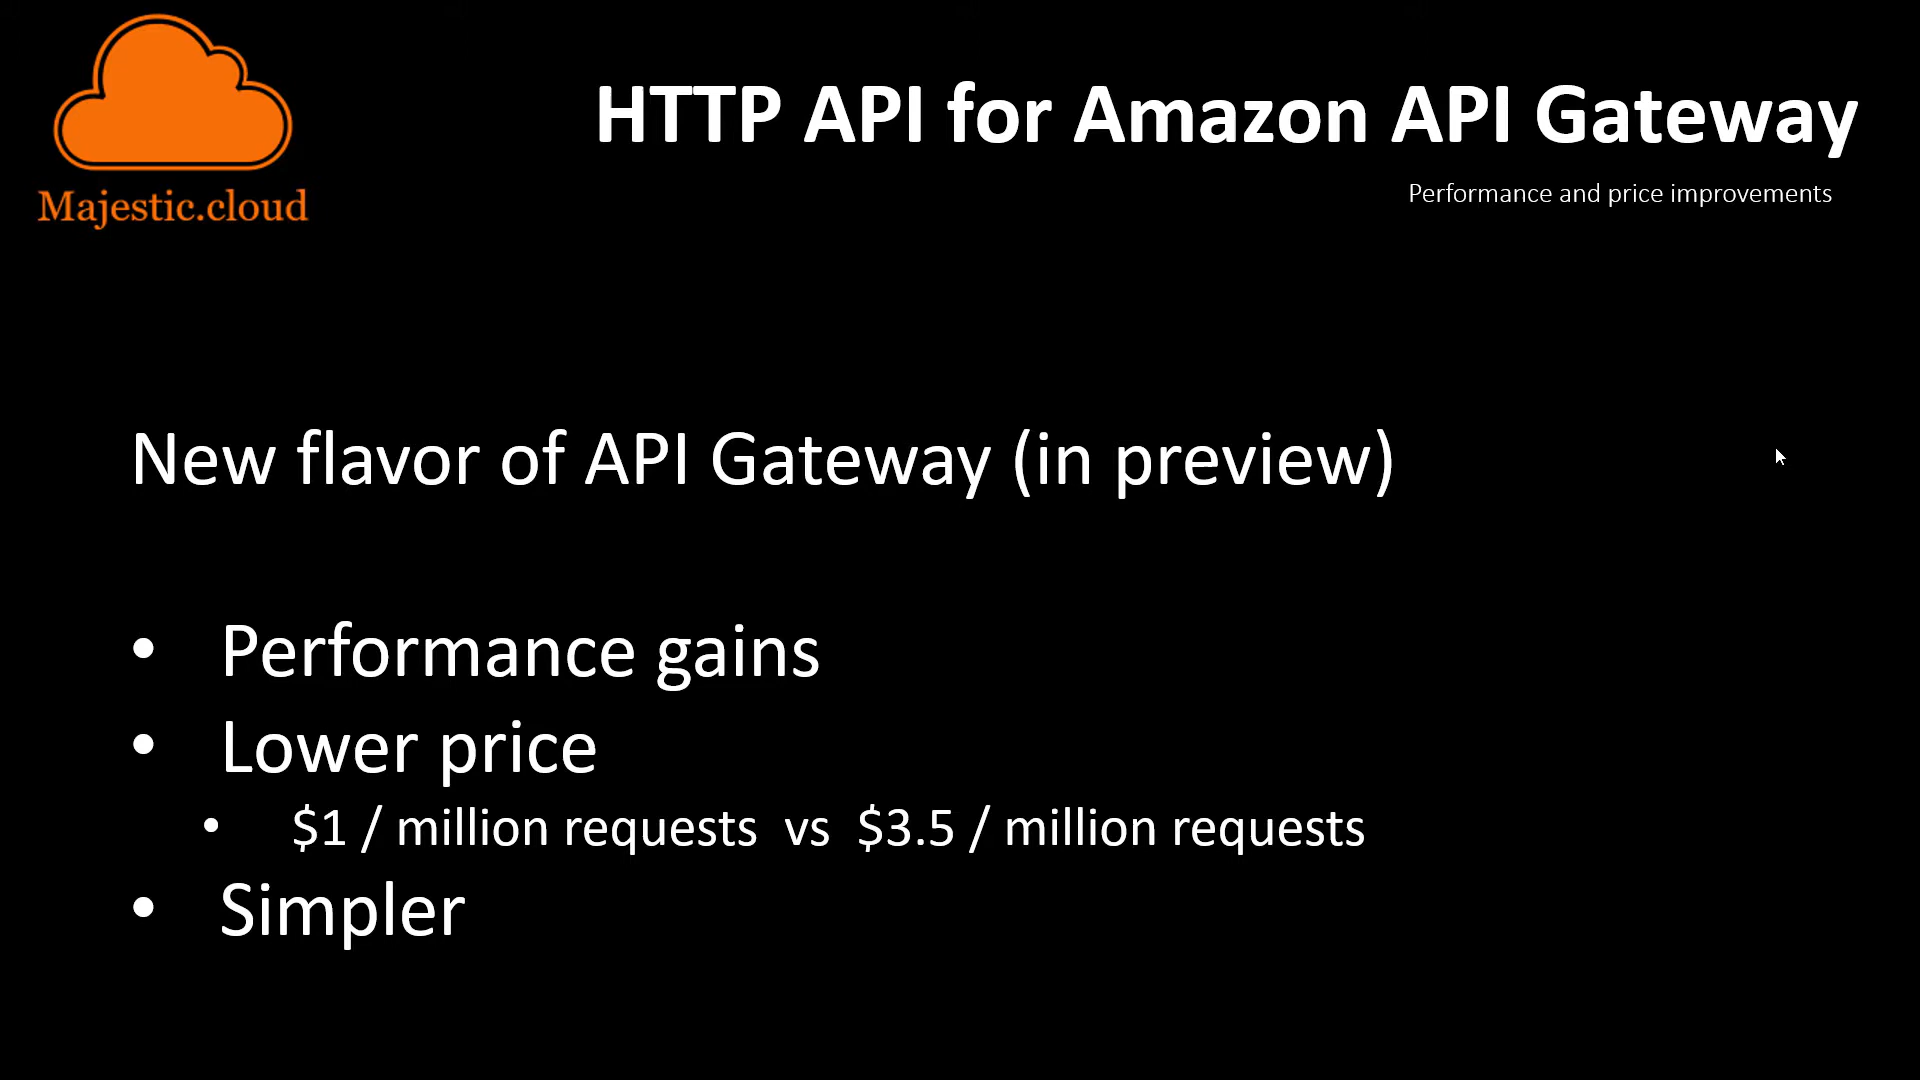 Majestic.cloud
HTTP API for Amazon API Gateway
Performance and price improvements
New flavor of API Gateway (in preview)
• Performance gains
• Lower price
• $1 / million requests vs $3.5 / million requests
• Simpler